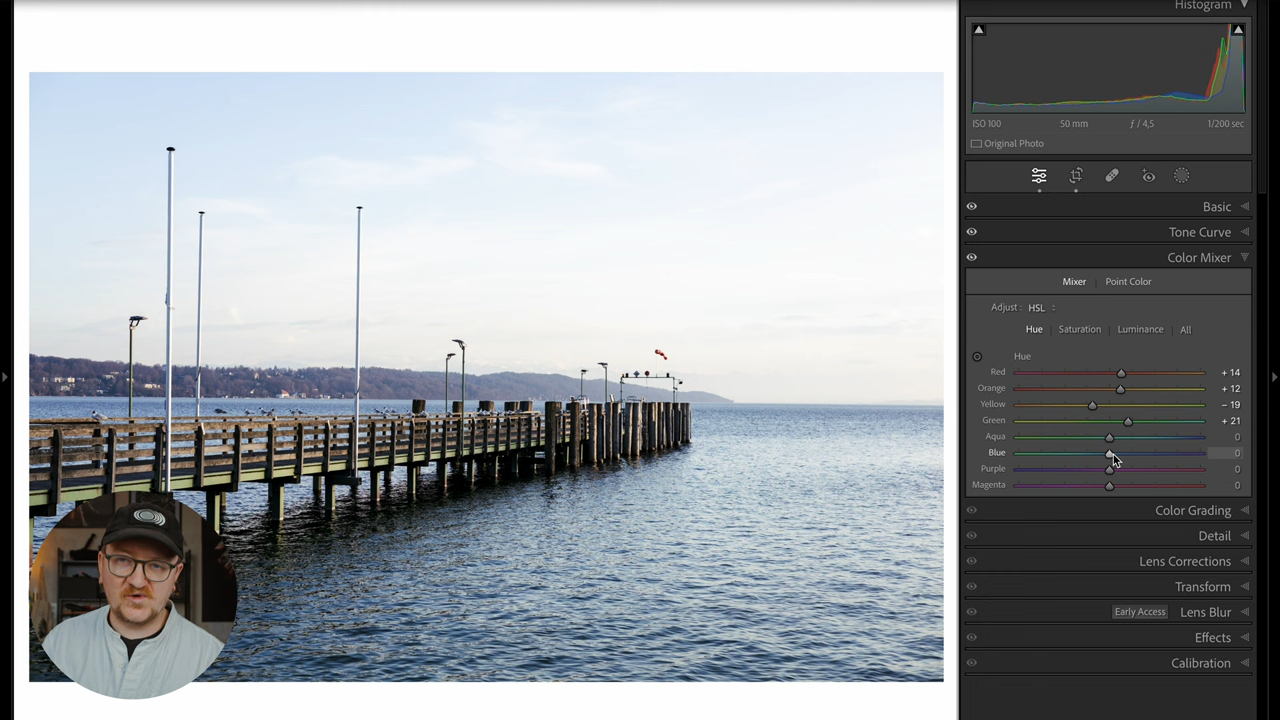 Histogram
ISO 100 50 mm ƒ / 4,5 1/200 sec
Original Photo
Basic
Tone Curve
Color Mixer
Mixer Point Color
Adjust : HSL
Hue Saturation Luminance All
Hue
Red + 14
Orange + 12
Yellow – 19
Green + 21
Aqua 0
Blue 0
Purple 0
Magenta 0
Color Grading
Detail
Lens Corrections
Transform
Early Access Lens Blur
Effects
Calibration